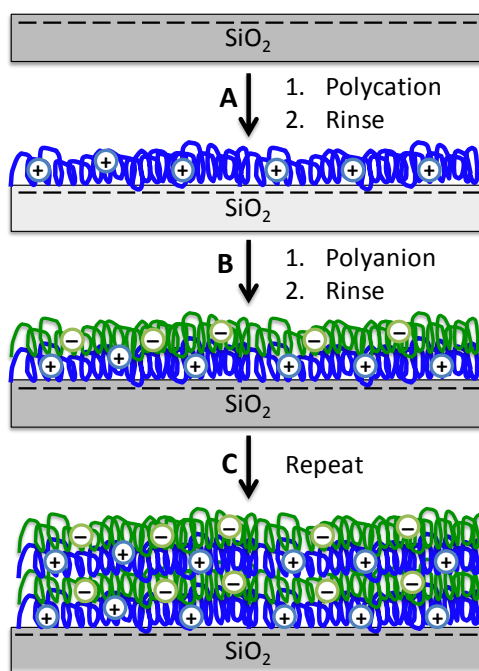 SiO₂
A
1. Polycation
2. Rinse
+ + + + + +
SiO₂
B
1. Polyanion
2. Rinse
− − − − −
+ + + + + +
SiO₂
C
Repeat
− − − − −
+ + + + + +
− − − − −
+ + + + + +
SiO₂